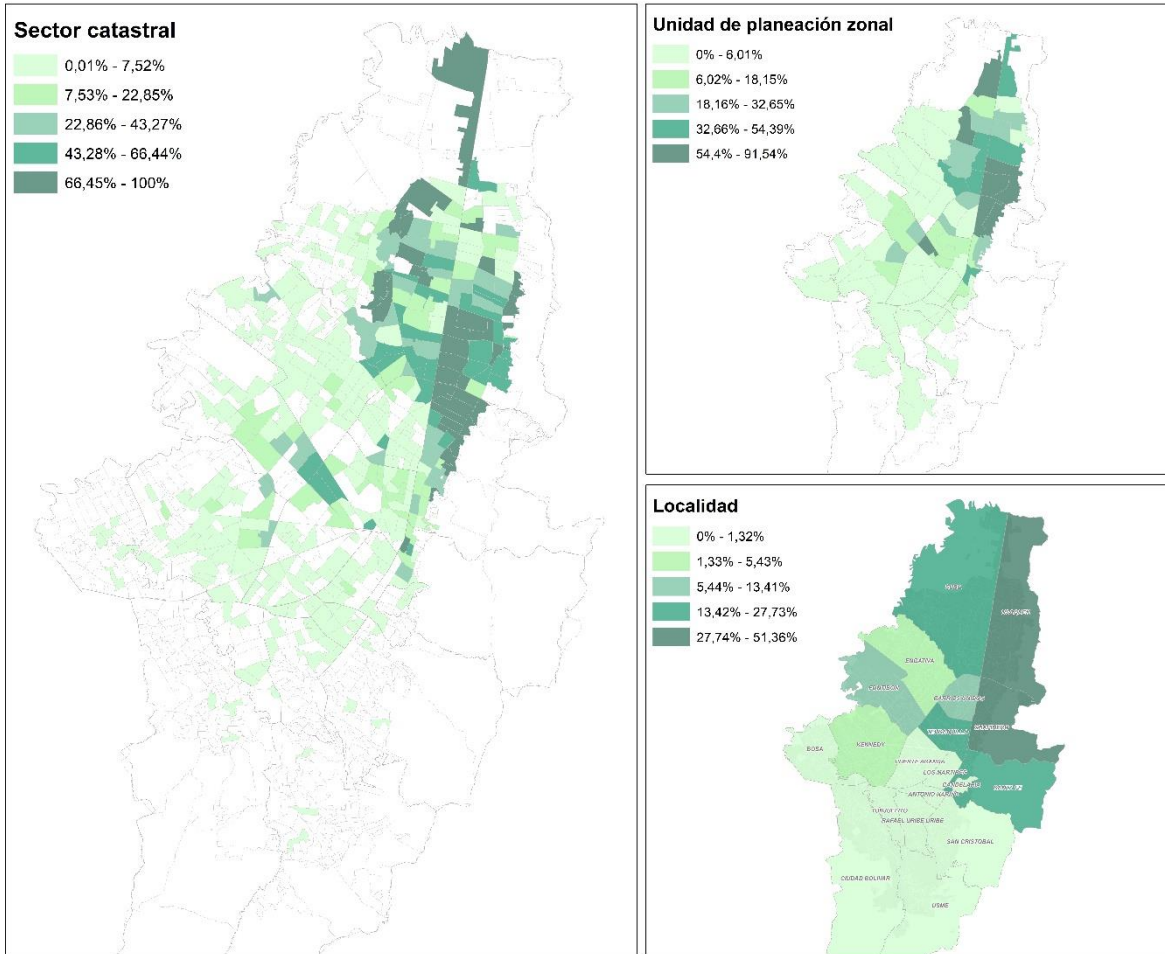 Sector catastral
0,01% - 7,52%
7,53% - 22,85%
22,86% - 43,27%
43,28% - 66,44%
66,45% - 100%
Unidad de planeación zonal
0% - 6,01%
6,02% - 18,15%
18,16% - 32,65%
32,66% - 54,39%
54,4% - 91,54%
Localidad
0% - 1,32%
1,33% - 5,43%
5,44% - 13,41%
13,42% - 27,73%
27,74% - 51,36%
ENGATIVA
BOSA
KENNEDY
LOS MARTIRES
CANDELARIA
RAFAEL URIBE URIBE
SAN CRISTOBAL
CIUDAD BOLIVAR
USME